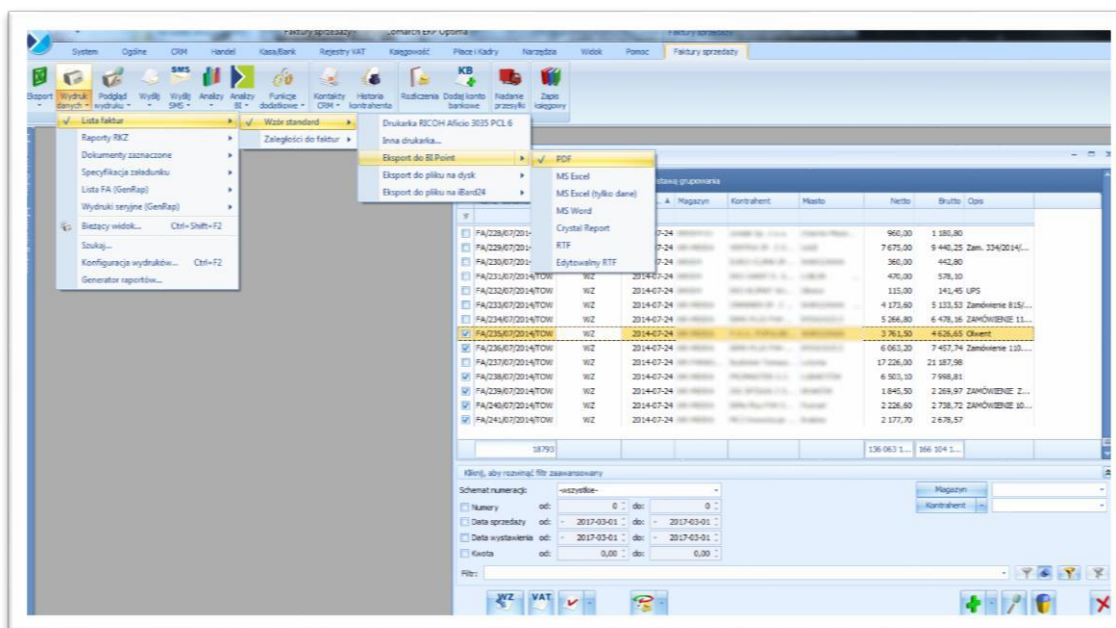 Faktury sprzedaży Comarch ERP Optima Faktury sprzedaży
System Ogólne CRM Handel Kasa/Bank Rejestry VAT Księgowość Płace i Kadry Narzędzia Widok Pomoc Faktury sprzedaży
Eksport Wydruk danych Podgląd wydruku Wyślij Wyślij SMS Analizy Analizy BI Funkcje dodatkowe Kontakty CRM Historia kontrahenta Rozliczenia Dodaj konto bankowe Nadanie przesyłki Zapis księgowy
Lista faktur
Raporty RKZ
Dokumenty zaznaczone
Specyfikacja załadunku
Lista FA (GenRap)
Wydruki seryjne (GenRap)
Bieżący widok... Ctrl+Shift+F2
Szukaj...
Konfiguracja wydruków... Ctrl+F2
Generator raportów...
Wzór standard
Zaległości do faktur
Drukarka RICOH Aficio 3035 PCL 6
Inna drukarka...
Eksport do BI Point
Eksport do pliku na dysk
Eksport do pliku na iBard24
PDF
MS Excel
MS Excel (tylko dane)
MS Word
Crystal Report
RTF
Edytowalny RTF
grupowania
Magazyn Kontrahent Miasto Netto Brutto Opis
FA/228/07/201 7-24 960,00 1 180,80
FA/229/07/201 7-24 7 675,00 9 440,25 Zam. 334/2014/...
FA/230/07/201 7-24 360,00 442,80
FA/231/07/2014/TOW WZ 2014-07-24 470,00 578,10
FA/232/07/2014/TOW WZ 2014-07-24 115,00 141,45 UPS
FA/233/07/2014/TOW WZ 2014-07-24 4 173,60 5 133,53 Zamówienie 815/...
FA/234/07/2014/TOW WZ 2014-07-24 5 266,80 6 478,16 ZAMÓWIENIE 11...
FA/235/07/2014/TOW WZ 2014-07-24 3 761,50 4 626,65 Olwent
FA/236/07/2014/TOW WZ 2014-07-24 6 063,20 7 457,74 Zamówienie 110....
FA/237/07/2014/TOW WZ 2014-07-24 17 226,00 21 187,98
FA/238/07/2014/TOW WZ 2014-07-24 6 503,10 7 998,81
FA/239/07/2014/TOW WZ 2014-07-24 1 845,50 2 269,97 ZAMÓWIENIE Z...
FA/240/07/2014/TOW WZ 2014-07-24 2 226,60 2 738,72 ZAMÓWIENIE 10...
FA/241/07/2014/TOW WZ 2014-07-24 2 177,70 2 678,57
18793 136 063 1... 166 104 1...
Kliknij, aby rozwinąć filtr zaawansowany
Schemat numeracji: -wszystkie- Magazyn
Numery od: 0 do: 0 Kontrahent
Data sprzedaży od: 2017-03-01 do: 2017-03-01
Data wystawienia od: 2017-03-01 do: 2017-03-01
Kwota od: 0,00 do: 0,00
Filtr:
WZ VAT